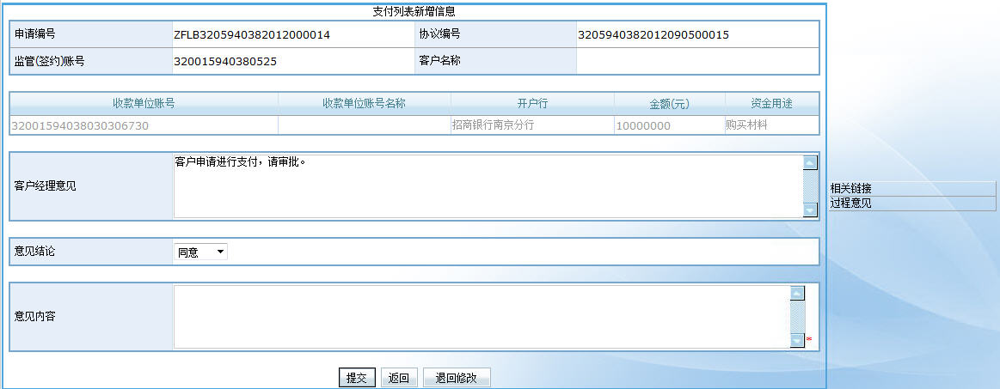 支付列表新增信息
申请编号 ZFLB3205940382012000014 协议编号 3205940382012090500015
监管(签约)账号 320015940380525 客户名称
收款单位账号 收款单位账号名称 开户行 金额(元) 资金用途
32001594038030306730 招商银行南京分行 10000000 购买材料
客户经理意见 客户申请进行支付，请审批。
相关链接
过程意见
意见结论 同意
意见内容 *
提交 返回 退回修改